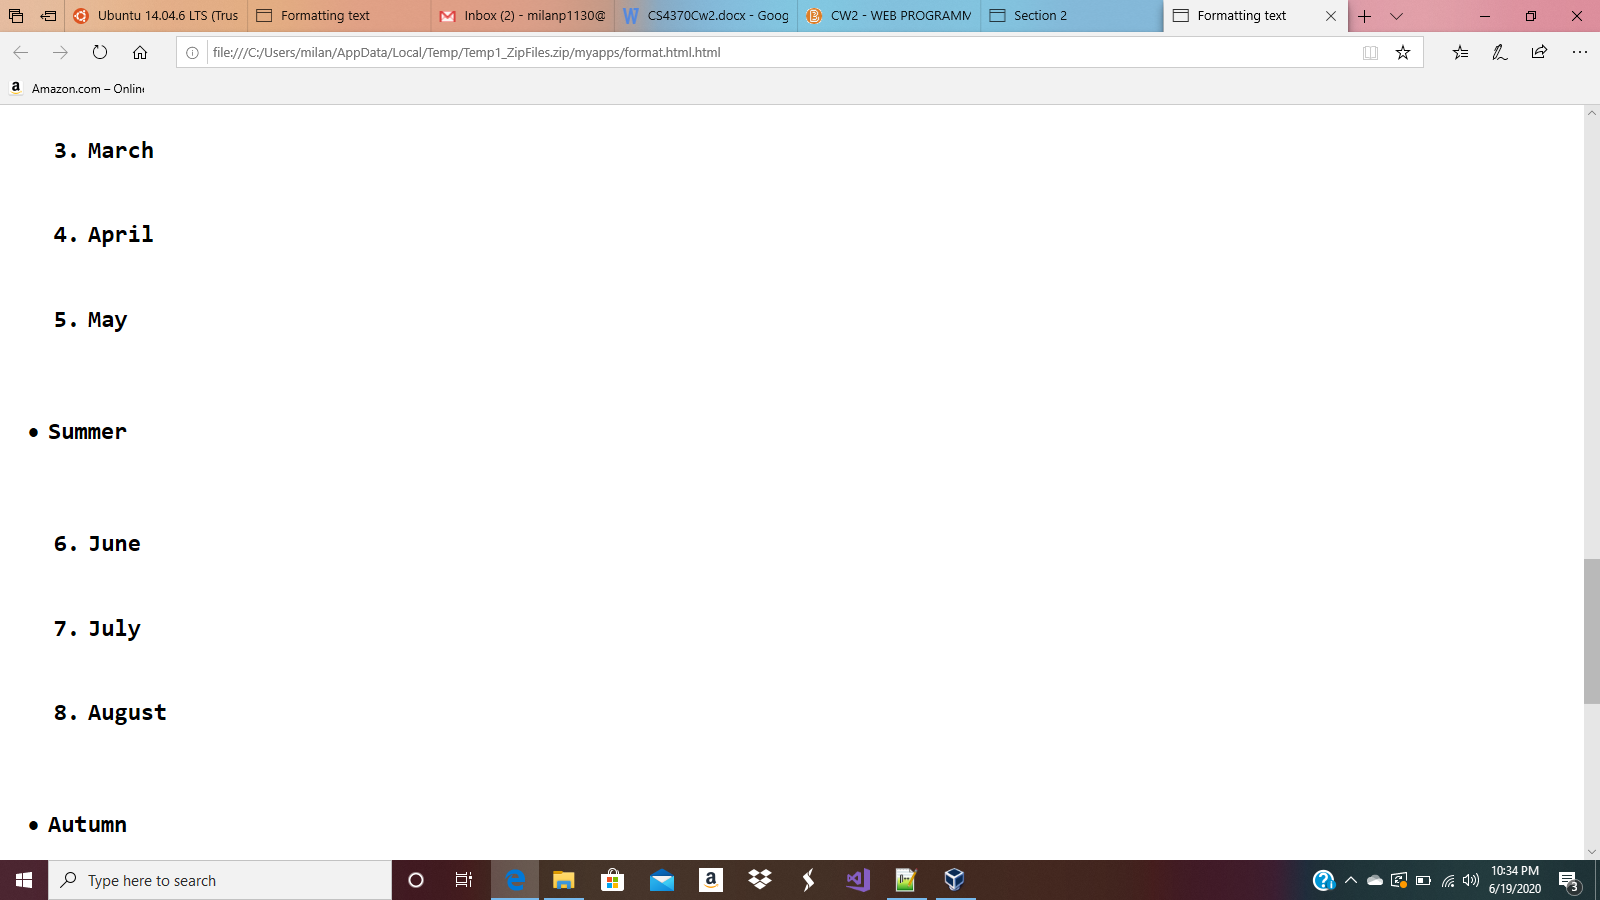 Ubuntu 14.04.6 LTS (Trus
Formatting text
Inbox (2) - milanp1130@
CS4370Cw2.docx - Goog
CW2 - WEB PROGRAMM
Section 2
Formatting text
file:///C:/Users/milan/AppData/Local/Temp/Temp1_ZipFiles.zip/myapps/format.html.html
Amazon.com – Online
3. March
4. April
5. May
• Summer
6. June
7. July
8. August
• Autumn
Type here to search
10:34 PM
6/19/2020
3